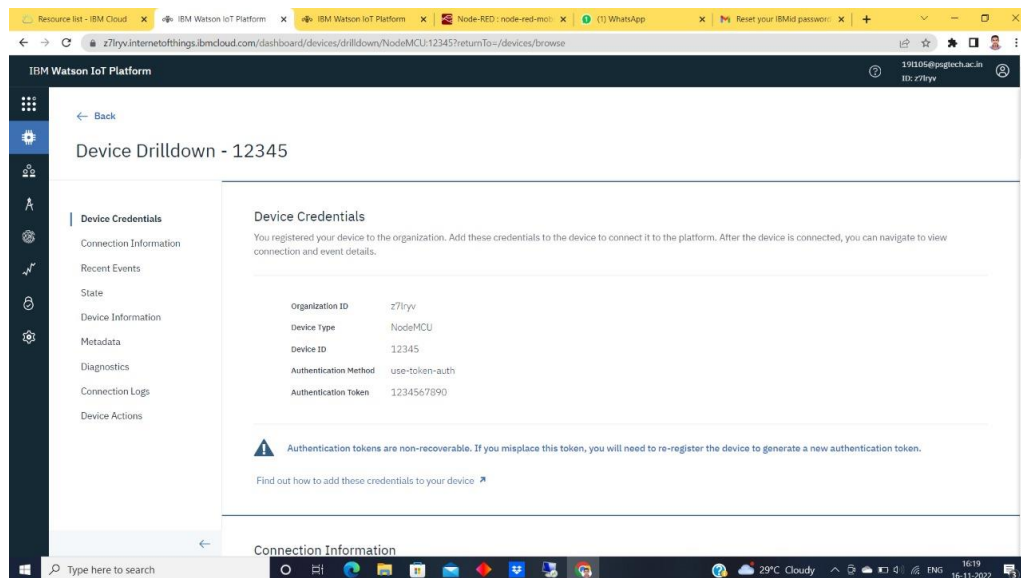 Resource list - IBM Cloud
IBM Watson IoT Platform
IBM Watson IoT Platform
Node-RED : node-red-mob
(1) WhatsApp
Reset your IBMid password
z7lryv.internetofthings.ibmcloud.com/dashboard/devices/drilldown/NodeMCU:12345?returnTo=/devices/browse
IBM Watson IoT Platform
19l105@psgtech.ac.in
ID: z7lryv
Back
Device Drilldown - 12345
Device Credentials
Connection Information
Recent Events
State
Device Information
Metadata
Diagnostics
Connection Logs
Device Actions
Device Credentials
You registered your device to the organization. Add these credentials to the device to connect it to the platform. After the device is connected, you can navigate to view
connection and event details.
Organization ID z7lryv
Device Type NodeMCU
Device ID 12345
Authentication Method use-token-auth
Authentication Token 1234567890
Authentication tokens are non-recoverable. If you misplace this token, you will need to re-register the device to generate a new authentication token.
Find out how to add these credentials to your device
Connection Information
Type here to search
29°C Cloudy
ENG
16:19
16-11-2022